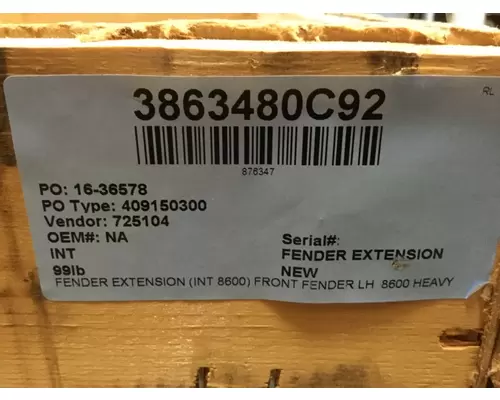 3863480C92
RL
876347
PO: 16-36578
PO Type: 409150300
Vendor: 725104
OEM#: NA
Serial#:
INT
FENDER EXTENSION
99lb
NEW
FENDER EXTENSION (INT 8600) FRONT FENDER LH 8600 HEAVY